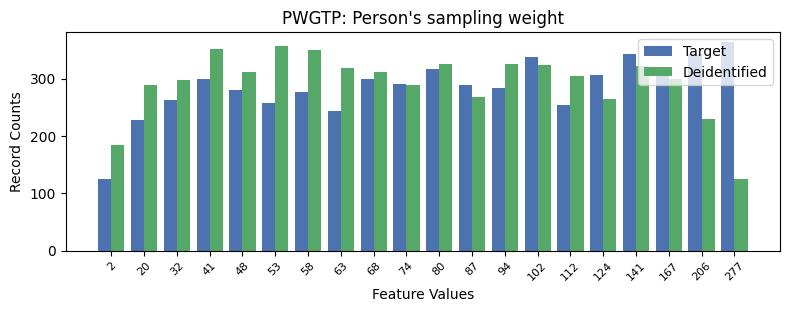 PWGTP: Person's sampling weight
Target
Deidentified
Record Counts
300
200
100
0
2 20 32 41 48 53 58 63 68 74 80 87 94 102 112 124 141 167 206 277
Feature Values